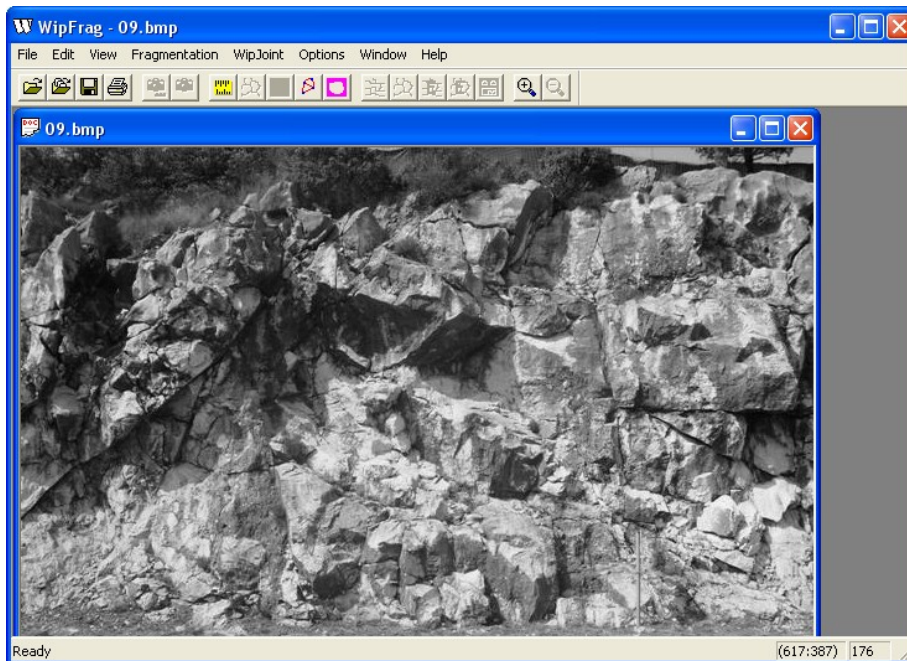 WipFrag - 09.bmp
File Edit View Fragmentation WipJoint Options Window Help
09.bmp
Ready (617:387) 176